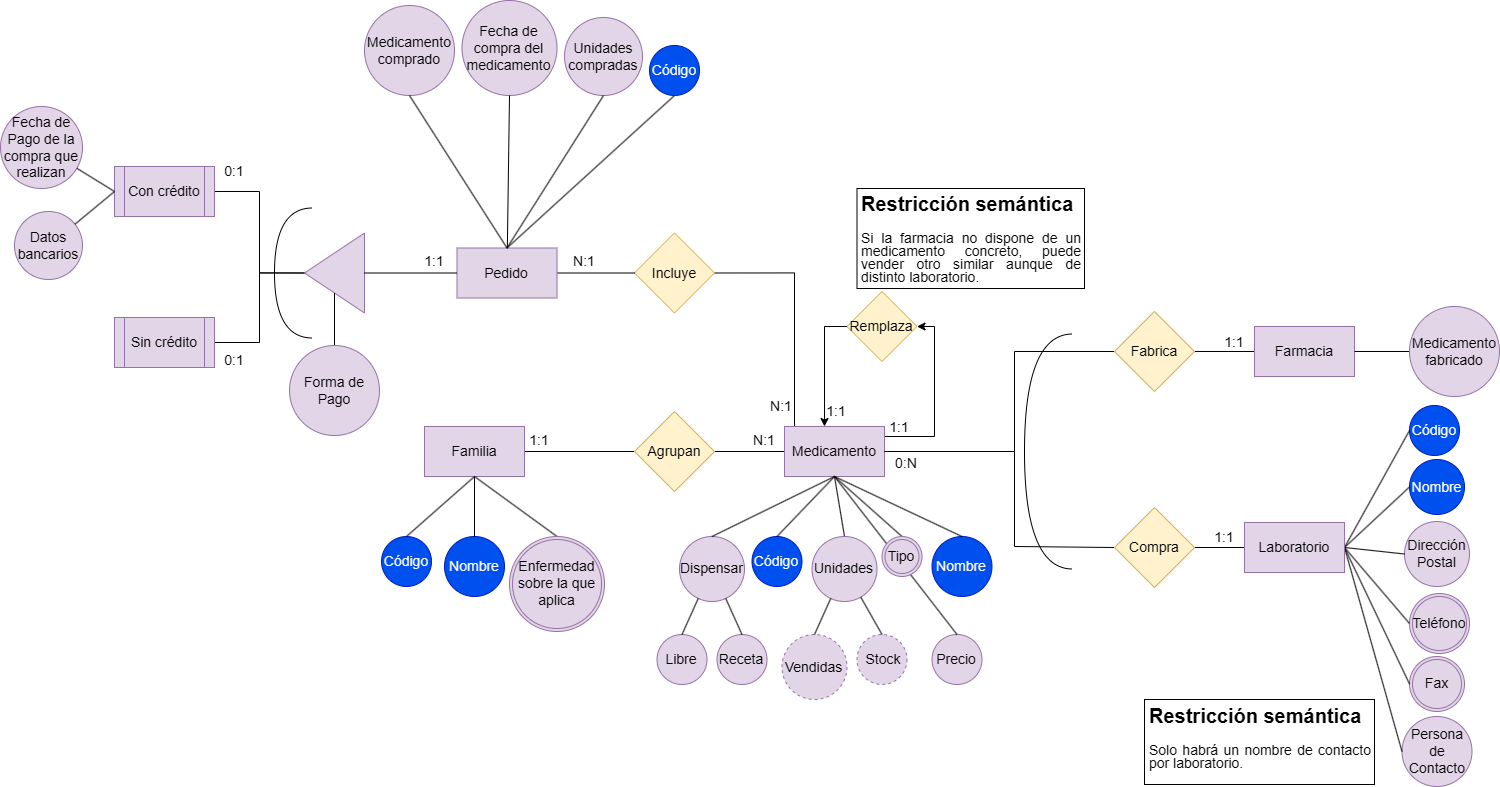 Medicamento
comprado
Fecha de
compra del
medicamento
Unidades
compradas
Código
Fecha de
Pago de la
compra que
realizan
Con crédito
0:1
Datos
bancarios
Sin crédito
0:1
Forma de
Pago
1:1
Pedido
N:1
Incluye
Restricción semántica
Si la farmacia no dispone de un
medicamento concreto, puede
vender otro similar aunque de
distinto laboratorio.
Remplaza
N:1
1:1
1:1
Familia
1:1
Agrupan
N:1
Medicamento
0:N
Fabrica
1:1
Farmacia
Medicamento
fabricado
Código
Nombre
Enfermedad
sobre la que
aplica
Dispensar
Código
Unidades
Tipo
Nombre
Libre
Receta
Vendidas
Stock
Precio
Compra
1:1
Laboratorio
Código
Nombre
Dirección
Postal
Teléfono
Fax
Persona
de
Contacto
Restricción semántica
Solo habrá un nombre de contacto
por laboratorio.